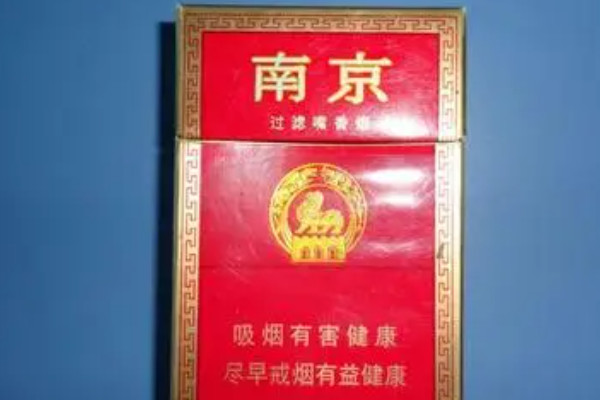 南京
过滤嘴香烟
吸烟有害健康
尽早戒烟有益健康